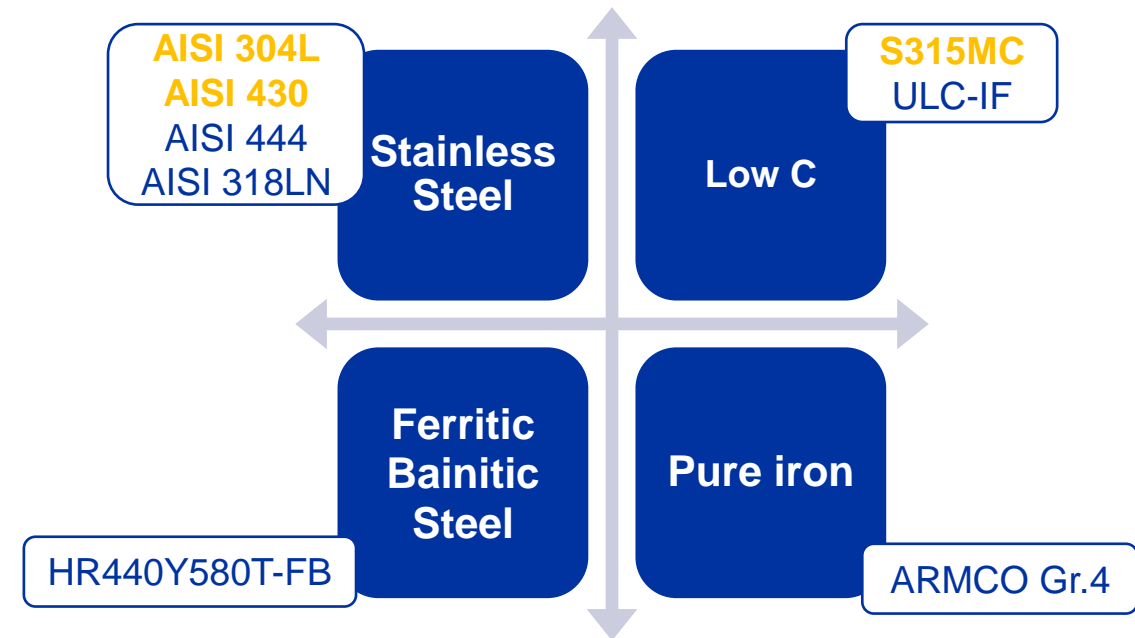 AISI 304L
AISI 430
AISI 444
AISI 318LN
Stainless
Steel
S315MC
ULC-IF
Low C
Ferritic
Bainitic
Steel
HR440Y580T-FB
Pure iron
ARMCO Gr.4